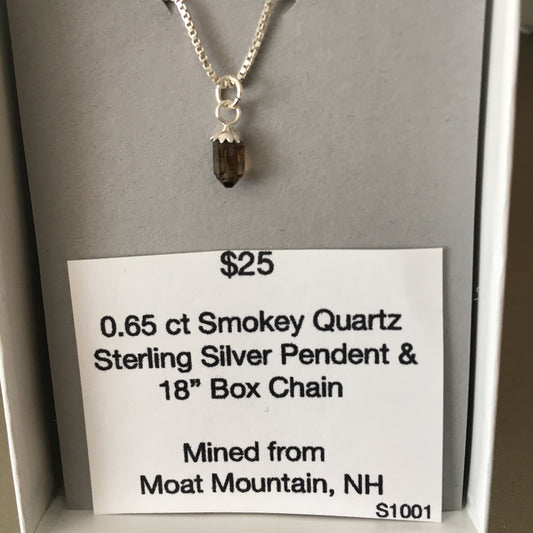 $25
0.65 ct Smokey Quartz
Sterling Silver Pendent &
18” Box Chain
Mined from
Moat Mountain, NH
S1001